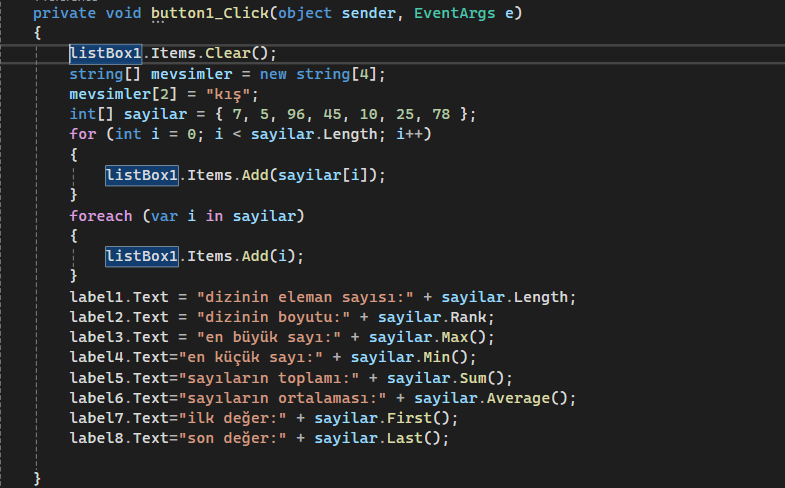 private void button1_Click(object sender, EventArgs e)
{
listBox1.Items.Clear();
string[] mevsimler = new string[4];
mevsimler[2] = "kış";
int[] sayilar = { 7, 5, 96, 45, 10, 25, 78 };
for (int i = 0; i < sayilar.Length; i++)
{
listBox1.Items.Add(sayilar[i]);
}
foreach (var i in sayilar)
{
listBox1.Items.Add(i);
}
label1.Text = "dizinin eleman sayısı:" + sayilar.Length;
label2.Text = "dizinin boyutu:" + sayilar.Rank;
label3.Text = "en büyük sayı:" + sayilar.Max();
label4.Text="en küçük sayı:" + sayilar.Min();
label5.Text="sayıların toplamı:" + sayilar.Sum();
label6.Text="sayıların ortalaması:" + sayilar.Average();
label7.Text="ilk değer:" + sayilar.First();
label8.Text="son değer:" + sayilar.Last();
}